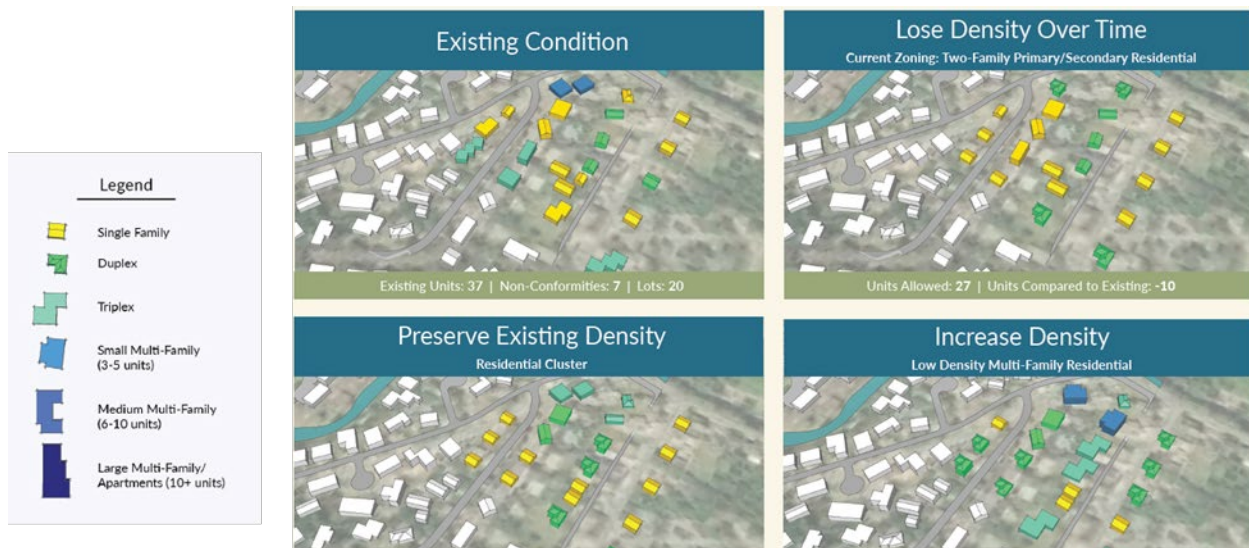 Legend
Single Family
Duplex
Triplex
Small Multi-Family
(3-5 units)
Medium Multi-Family
(6-10 units)
Large Multi-Family/
Apartments (10+ units)
Existing Condition
Existing Units: 37 | Non-Conformities: 7 | Lots: 20
Lose Density Over Time
Current Zoning: Two-Family Primary/Secondary Residential
Units Allowed: 27 | Units Compared to Existing: -10
Preserve Existing Density
Residential Cluster
Increase Density
Low Density Multi-Family Residential